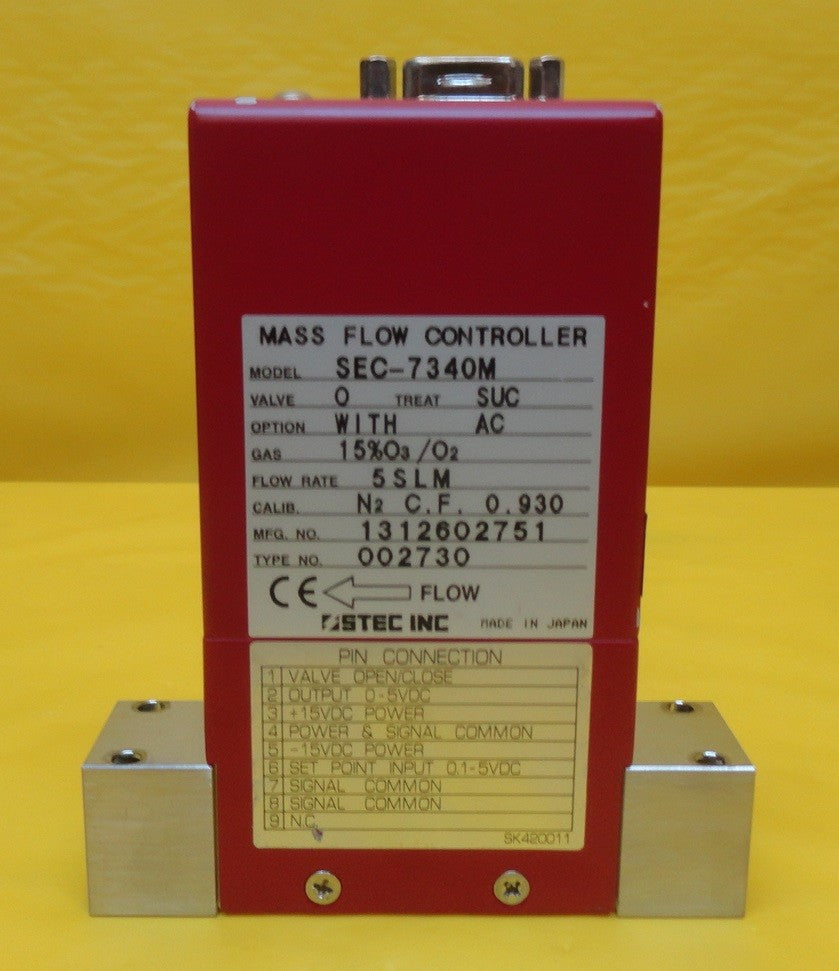 MASS FLOW CONTROLLER
MODEL SEC-7340M
VALVE O TREAT SUC
OPTION WITH AC
GAS 15%O₃/O₂
FLOW RATE 5SLM
CALIB. N₂ C.F. 0.930
MFG. NO. 1312602751
TYPE NO. 002730
CE FLOW
STEC INC MADE IN JAPAN
PIN CONNECTION
1 VALVE OPEN/CLOSE
2 OUTPUT 0-5VDC
3 +15VDC POWER
4 POWER & SIGNAL COMMON
5 -15VDC POWER
6 SET POINT INPUT 0.1-5VDC
7 SIGNAL COMMON
8 SIGNAL COMMON
9 N.C.
SK420011